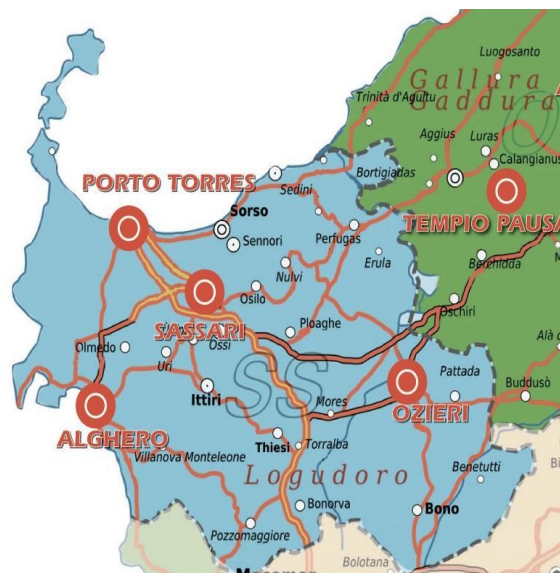 Luogosanto
Gallura
Gaddura
Trinità d'Agultu
Aggius
Luras
Calangianus
Bortigiadas
PORTO TORRES
Sedini
TEMPIO PAUSA
Sorso
Sennori
Perfugas
Erula
Berchidda
Nulvi
Osilo
Oschiri
SASSARI
Ossi
Ploaghe
Alà d
Olmedo
Uri
SS
Pattada
Ittiri
Mores
OZIERI
Buddusò
ALGHERO
Thiesi
Torralba
Villanova Monteleone
Logudoro
Benetutti
Bi
Bonorva
Bono
Pozzomaggiore
Bolotana